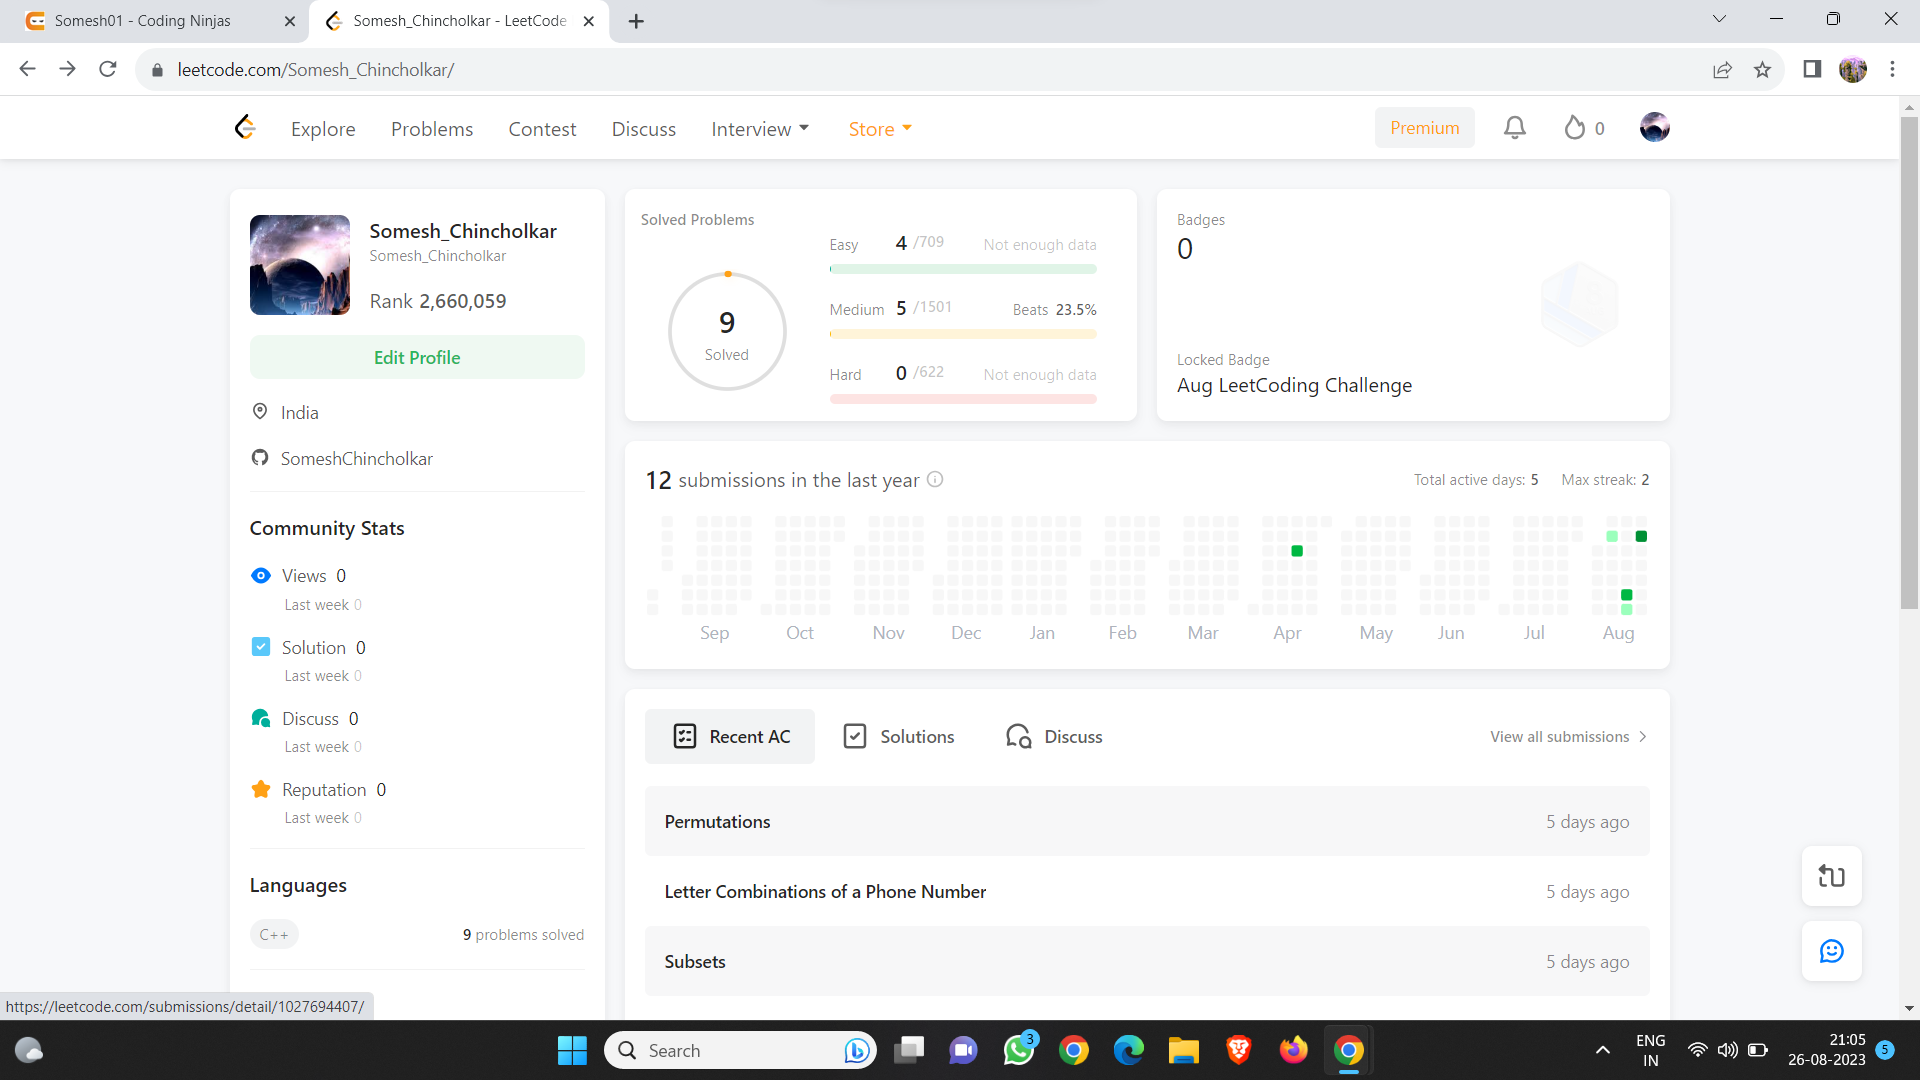 Somesh01 - Coding Ninjas
Somesh_Chincholkar - LeetCode
leetcode.com/Somesh_Chincholkar/
Explore Problems Contest Discuss Interview Store Premium 0
Somesh_Chincholkar
Somesh_Chincholkar
Rank 2,660,059
Edit Profile
India
SomeshChincholkar
Community Stats
Views 0
Last week 0
Solution 0
Last week 0
Discuss 0
Last week 0
Reputation 0
Last week 0
Languages
C++ 9 problems solved
Solved Problems
9
Solved
Easy 4 /709 Not enough data
Medium 5 /1501 Beats 23.5%
Hard 0 /622 Not enough data
Badges
0
Locked Badge
Aug LeetCoding Challenge
12 submissions in the last year Total active days: 5 Max streak: 2
Sep Oct Nov Dec Jan Feb Mar Apr May Jun Jul Aug
Recent AC Solutions Discuss View all submissions
Permutations 5 days ago
Letter Combinations of a Phone Number 5 days ago
Subsets 5 days ago
https://leetcode.com/submissions/detail/1027694407/
Search
3
ENG
IN
21:05
26-08-2023
5